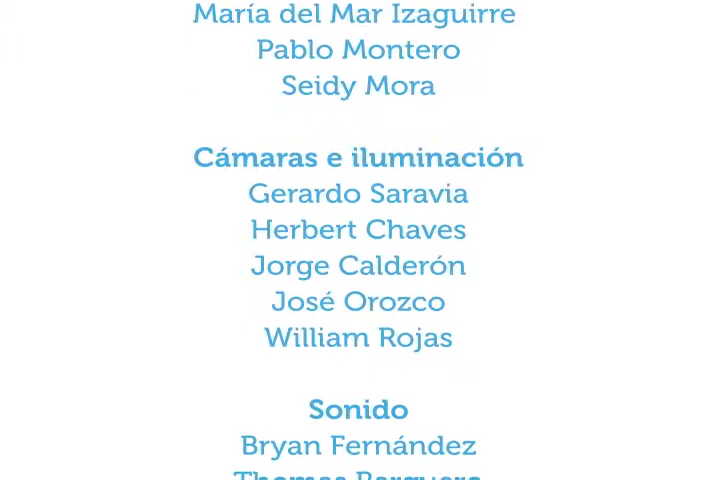 María del Mar Izaguirre
Pablo Montero
Seidy Mora
Cámaras e iluminación
Gerardo Saravia
Herbert Chaves
Jorge Calderón
José Orozco
William Rojas
Sonido
Bryan Fernández
Thomas